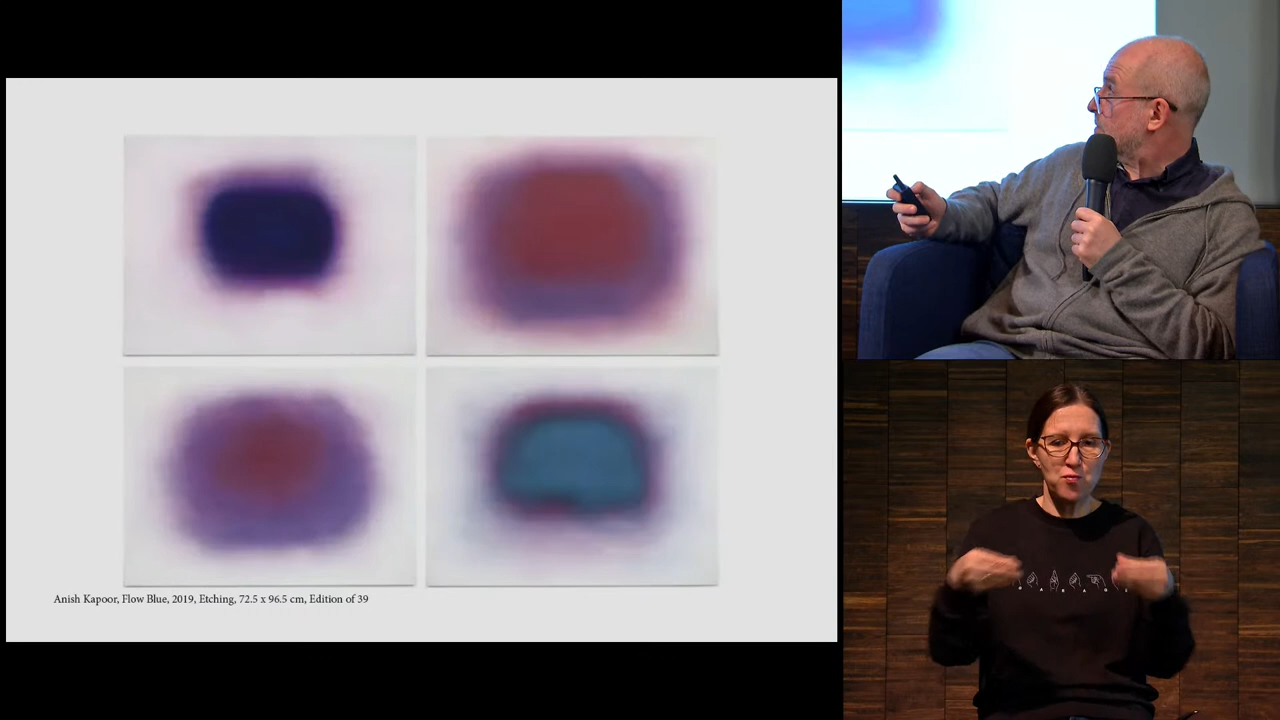 Anish Kapoor, Flow Blue, 2019, Etching, 72.5 x 96.5 cm, Edition of 39